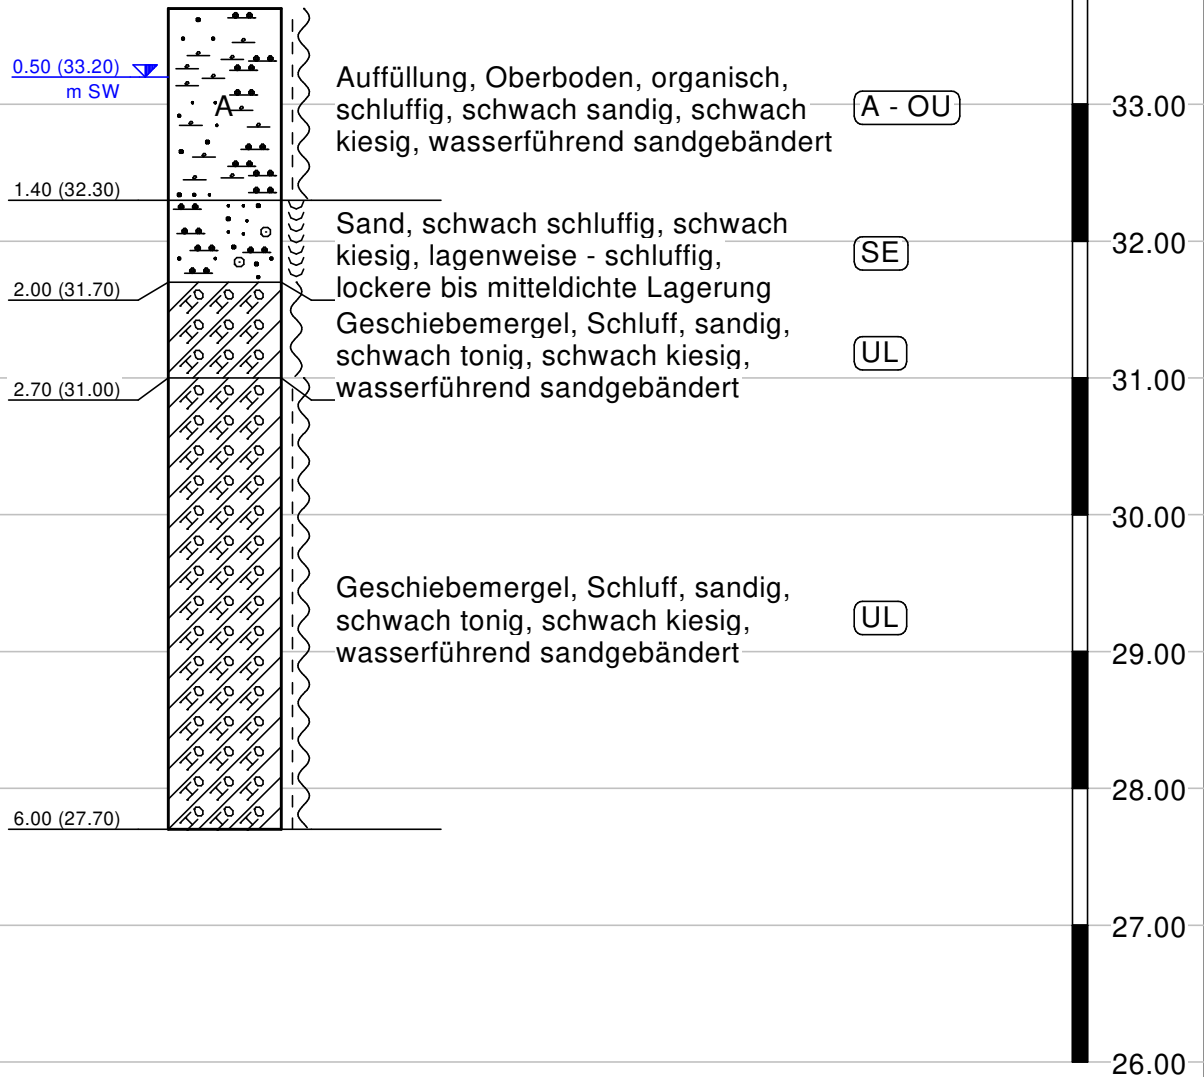 0.50 (33.20)
m SW
A
Auffüllung, Oberboden, organisch,
schluffig, schwach sandig, schwach
kiesig, wasserführend sandgebändert
A - OU
33.00
1.40 (32.30)
Sand, schwach schluffig, schwach
kiesig, lagenweise - schluffig,
lockere bis mitteldichte Lagerung
SE
32.00
2.00 (31.70)
Geschiebemergel, Schluff, sandig,
schwach tonig, schwach kiesig,
wasserführend sandgebändert
UL
31.00
2.70 (31.00)
30.00
Geschiebemergel, Schluff, sandig,
schwach tonig, schwach kiesig,
wasserführend sandgebändert
UL
29.00
28.00
6.00 (27.70)
27.00
26.00